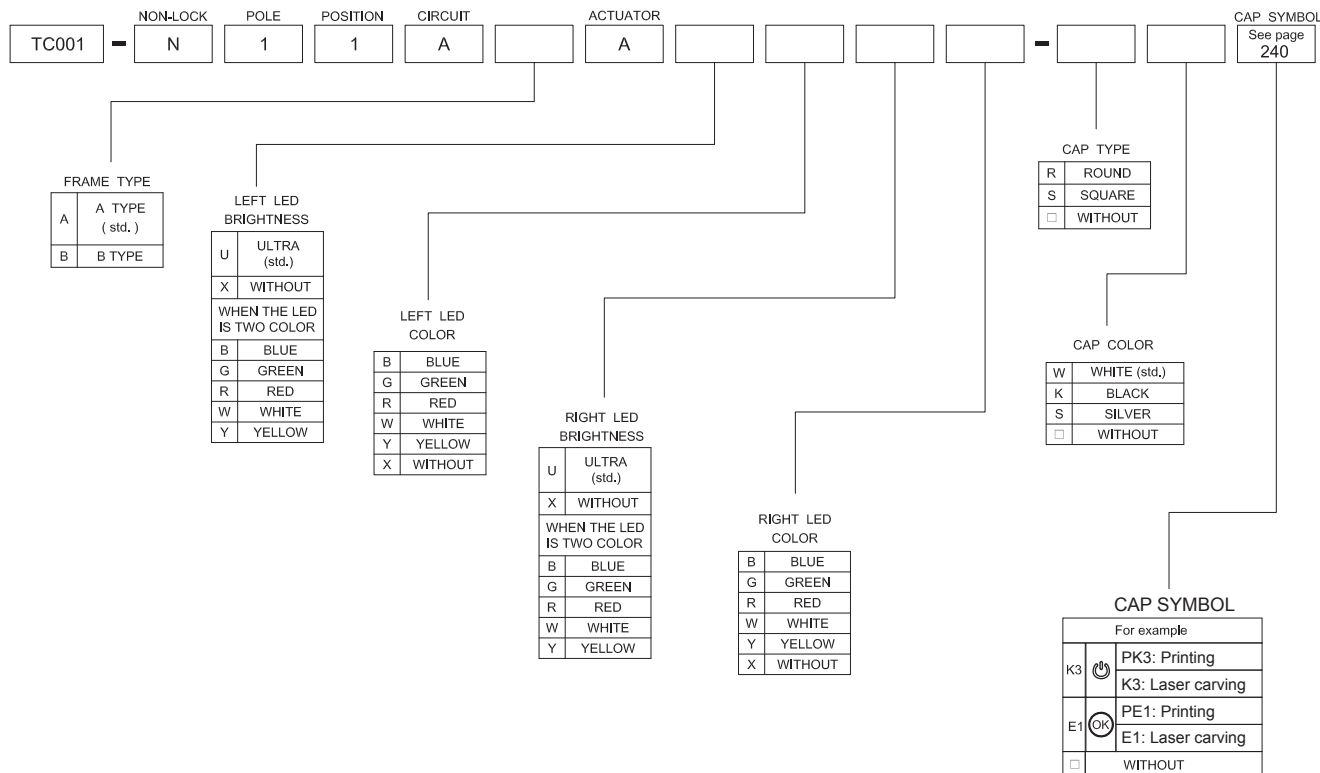 NON-LOCK POLE POSITION CIRCUIT ACTUATOR CAP SYMBOL
TC001 - N 1 1 A A - See page
240
FRAME TYPE
A A TYPE
( std. )
B B TYPE
LEFT LED
BRIGHTNESS
U ULTRA
(std.)
X WITHOUT
WHEN THE LED
IS TWO COLOR
B BLUE
G GREEN
R RED
W WHITE
Y YELLOW
LEFT LED
COLOR
B BLUE
G GREEN
R RED
W WHITE
Y YELLOW
X WITHOUT
RIGHT LED
BRIGHTNESS
U ULTRA
(std.)
X WITHOUT
WHEN THE LED
IS TWO COLOR
B BLUE
G GREEN
R RED
W WHITE
Y YELLOW
RIGHT LED
COLOR
B BLUE
G GREEN
R RED
W WHITE
Y YELLOW
X WITHOUT
CAP TYPE
R ROUND
S SQUARE
□ WITHOUT
CAP COLOR
W WHITE (std.)
K BLACK
S SILVER
□ WITHOUT
CAP SYMBOL
For example
K3 PK3: Printing
K3: Laser carving
E1 OK PE1: Printing
E1: Laser carving
□ WITHOUT